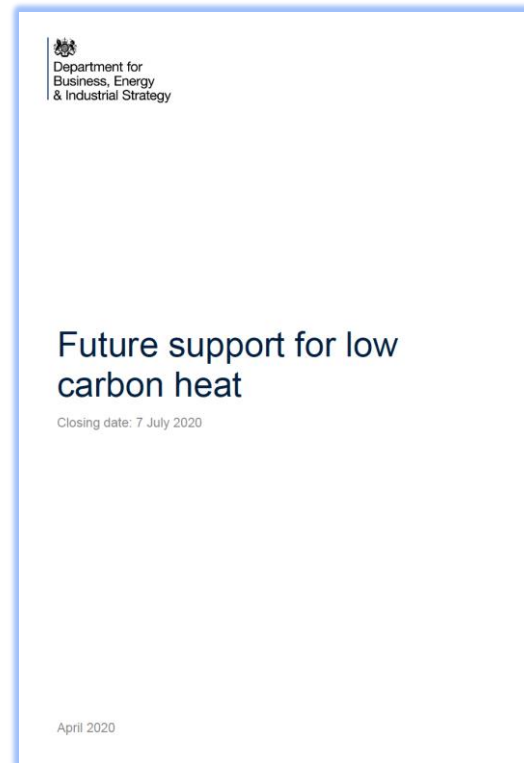 Department for
Business, Energy
& Industrial Strategy
Future support for low
carbon heat
Closing date: 7 July 2020
April 2020